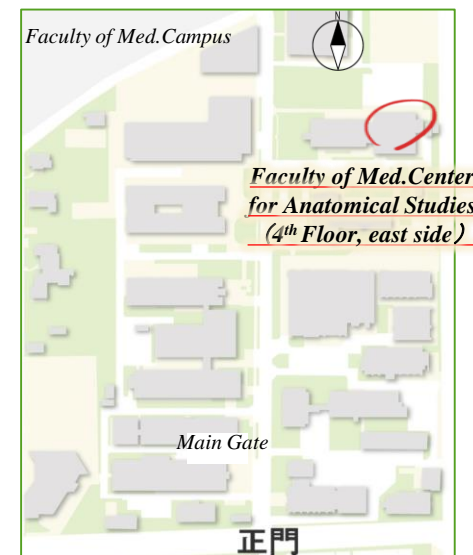 Faculty of Med.Campus
N
Faculty of Med.Center
for Anatomical Studies
(4th Floor, east side)
Main Gate
正門